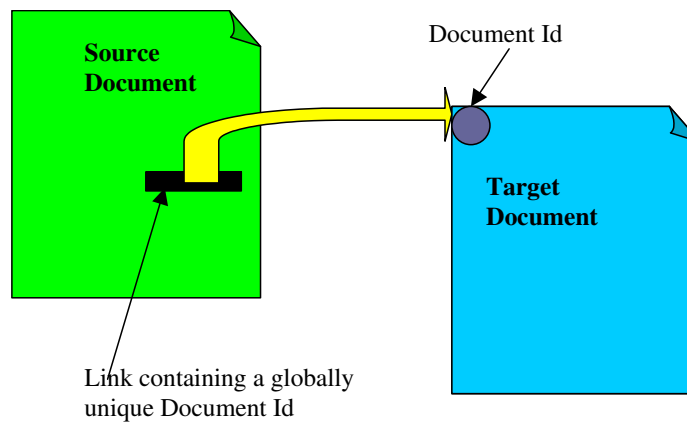 Source
Document
Document Id
Target
Document
Link containing a globally
unique Document Id